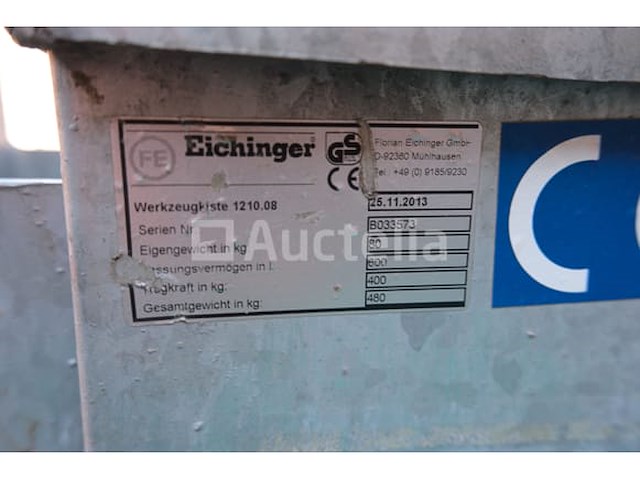 FE
Eichinger
GS
CE
Florian Eichinger GmbH
D-92360 Mühlhausen
Tel.: +49 (0) 9185/9230
Werkzeugkiste 1210.08 25.11.2013
Serien Nr. B033573
Eigengewicht in kg 80
Fassungsvermögen in l. 600
Tragkraft in kg: 400
Gesamtgewicht in kg: 480
Auctelia
C